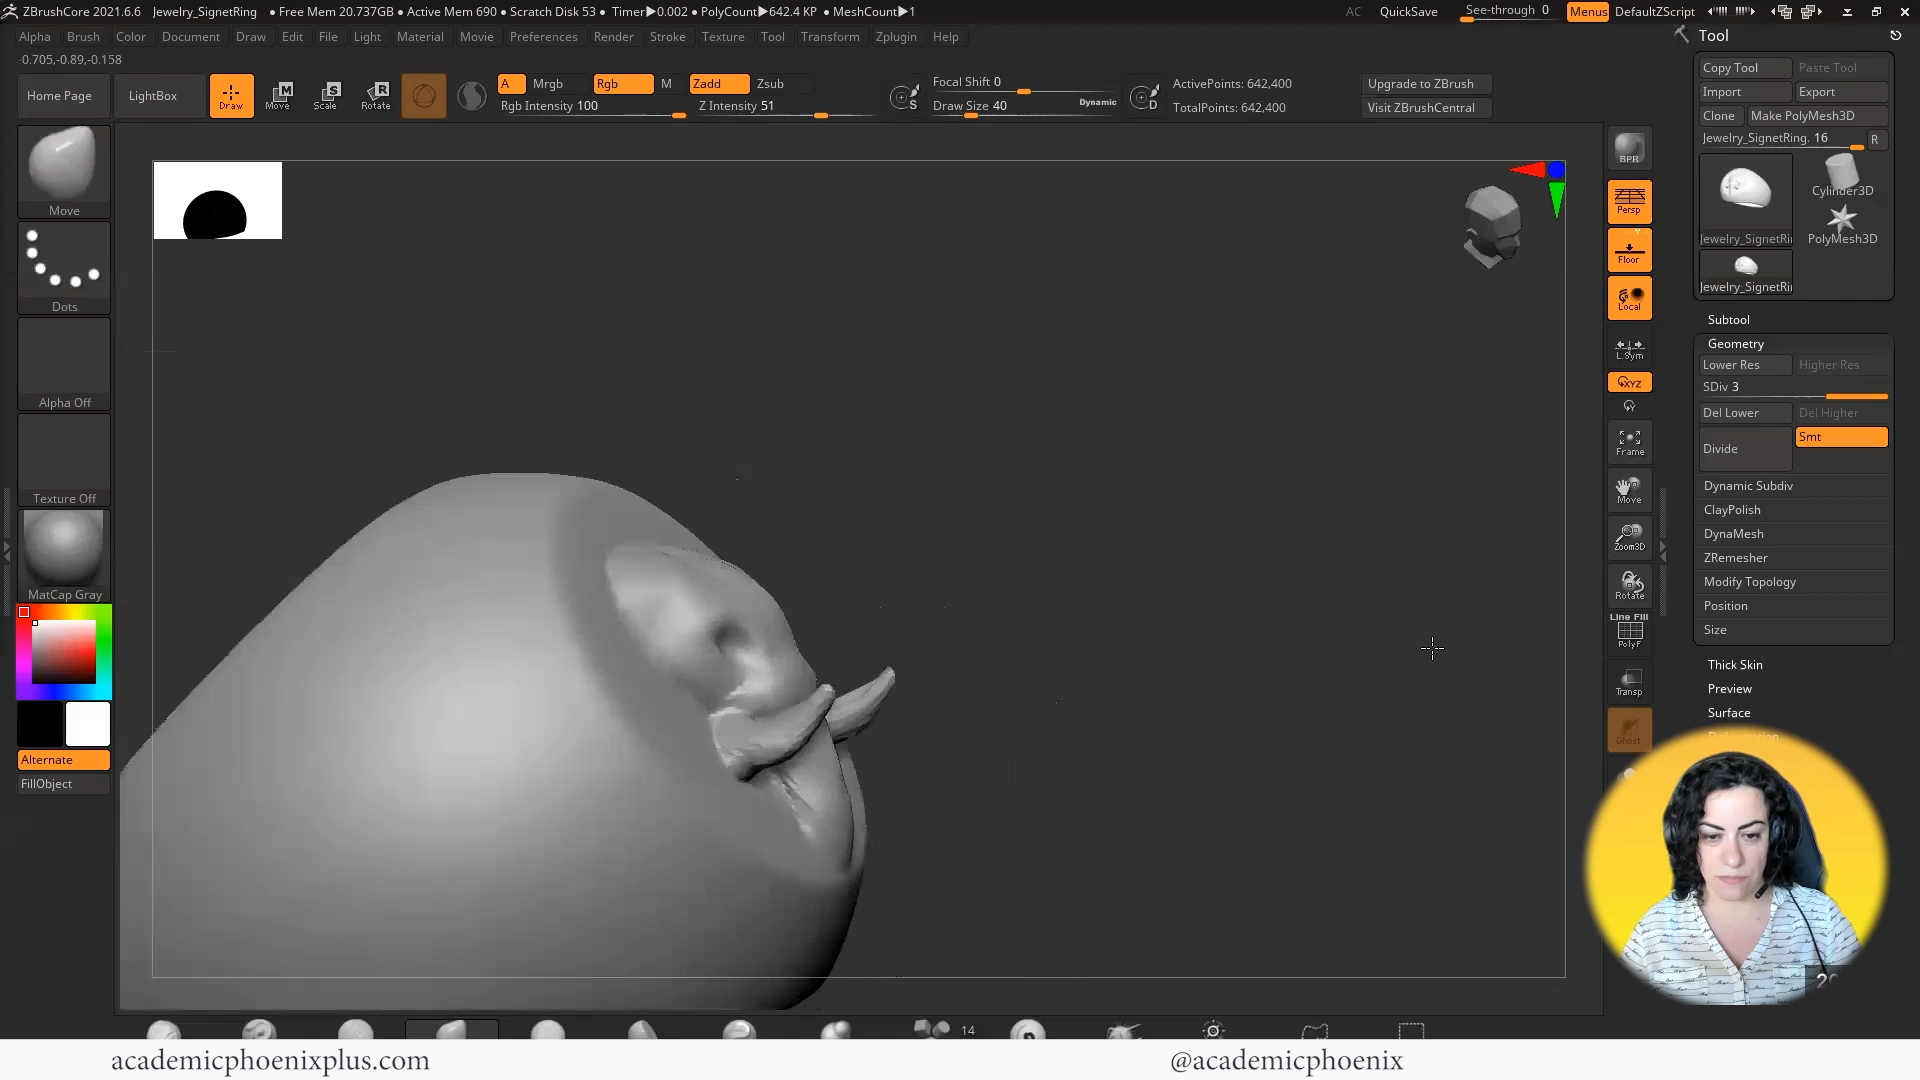 ZBrushCore 2021.6.6 Jewelry_SignetRing • Free Mem 20.737GB • Active Mem 690 • Scratch Disk 53 • Timer▶0.002 • PolyCount▶642.4 KP • MeshCount▶1 AC QuickSave See-through 0 Menus DefaultZScript
Alpha Brush Color Document Draw Edit File Light Material Movie Preferences Render Stroke Texture Tool Transform Zplugin Help
-0.705,-0.89,-0.158
Home Page LightBox Draw Move Scale Rotate
A Mrgb Rgb M Zadd Zsub
Rgb Intensity 100 Z Intensity 51
Focal Shift 0
Draw Size 40 Dynamic
S D
ActivePoints: 642,400
TotalPoints: 642,400
Upgrade to ZBrush
Visit ZBrushCentral
Move
Dots
Alpha Off
Texture Off
MatCap Gray
Alternate
FillObject
BPR
Persp
Floor
Local
L.Sym
XYZ
Y
Frame
Move
Zoom3D
Rotate
Line Fill
PolyF
Transp
Ghost
Tool
Copy Tool Paste Tool
Import Export
Clone Make PolyMesh3D
Jewelry_SignetRing. 16 R
Cylinder3D
Jewelry_SignetRi PolyMesh3D
Jewelry_SignetRi
Subtool
Geometry
Lower Res Higher Res
SDiv 3
Del Lower Del Higher
Divide Smt
Dynamic Subdiv
ClayPolish
DynaMesh
ZRemesher
Modify Topology
Position
Size
Thick Skin
Preview
Surface
14
academicphoenixplus.com @academicphoenix